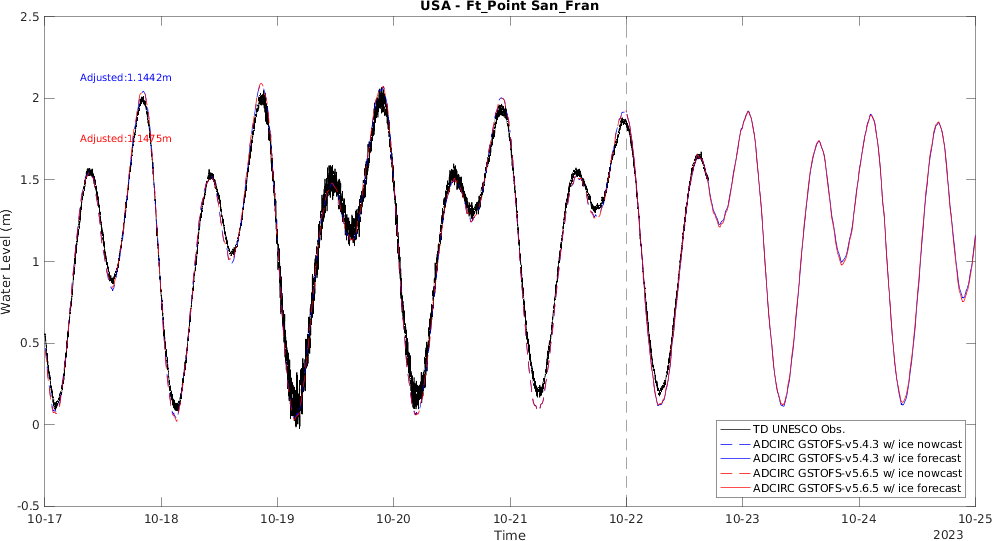 USA - Ft_Point San_Fran
2.5
2
1.5
1
0.5
0
-0.5
Water Level (m)
Adjusted:1.1442m
Adjusted:1.1475m
TD UNESCO Obs.
ADCIRC GSTOFS-v5.4.3 w/ ice nowcast
ADCIRC GSTOFS-v5.4.3 w/ ice forecast
ADCIRC GSTOFS-v5.6.5 w/ ice nowcast
ADCIRC GSTOFS-v5.6.5 w/ ice forecast
10-17 10-18 10-19 10-20 10-21 10-22 10-23 10-24 10-25
Time
2023